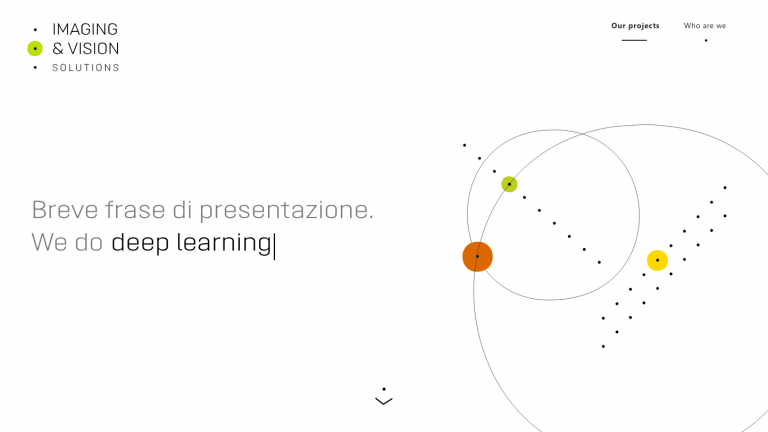 IMAGING
& VISION
SOLUTIONS
Our projects
Who are we
Breve frase di presentazione.
We do deep learning